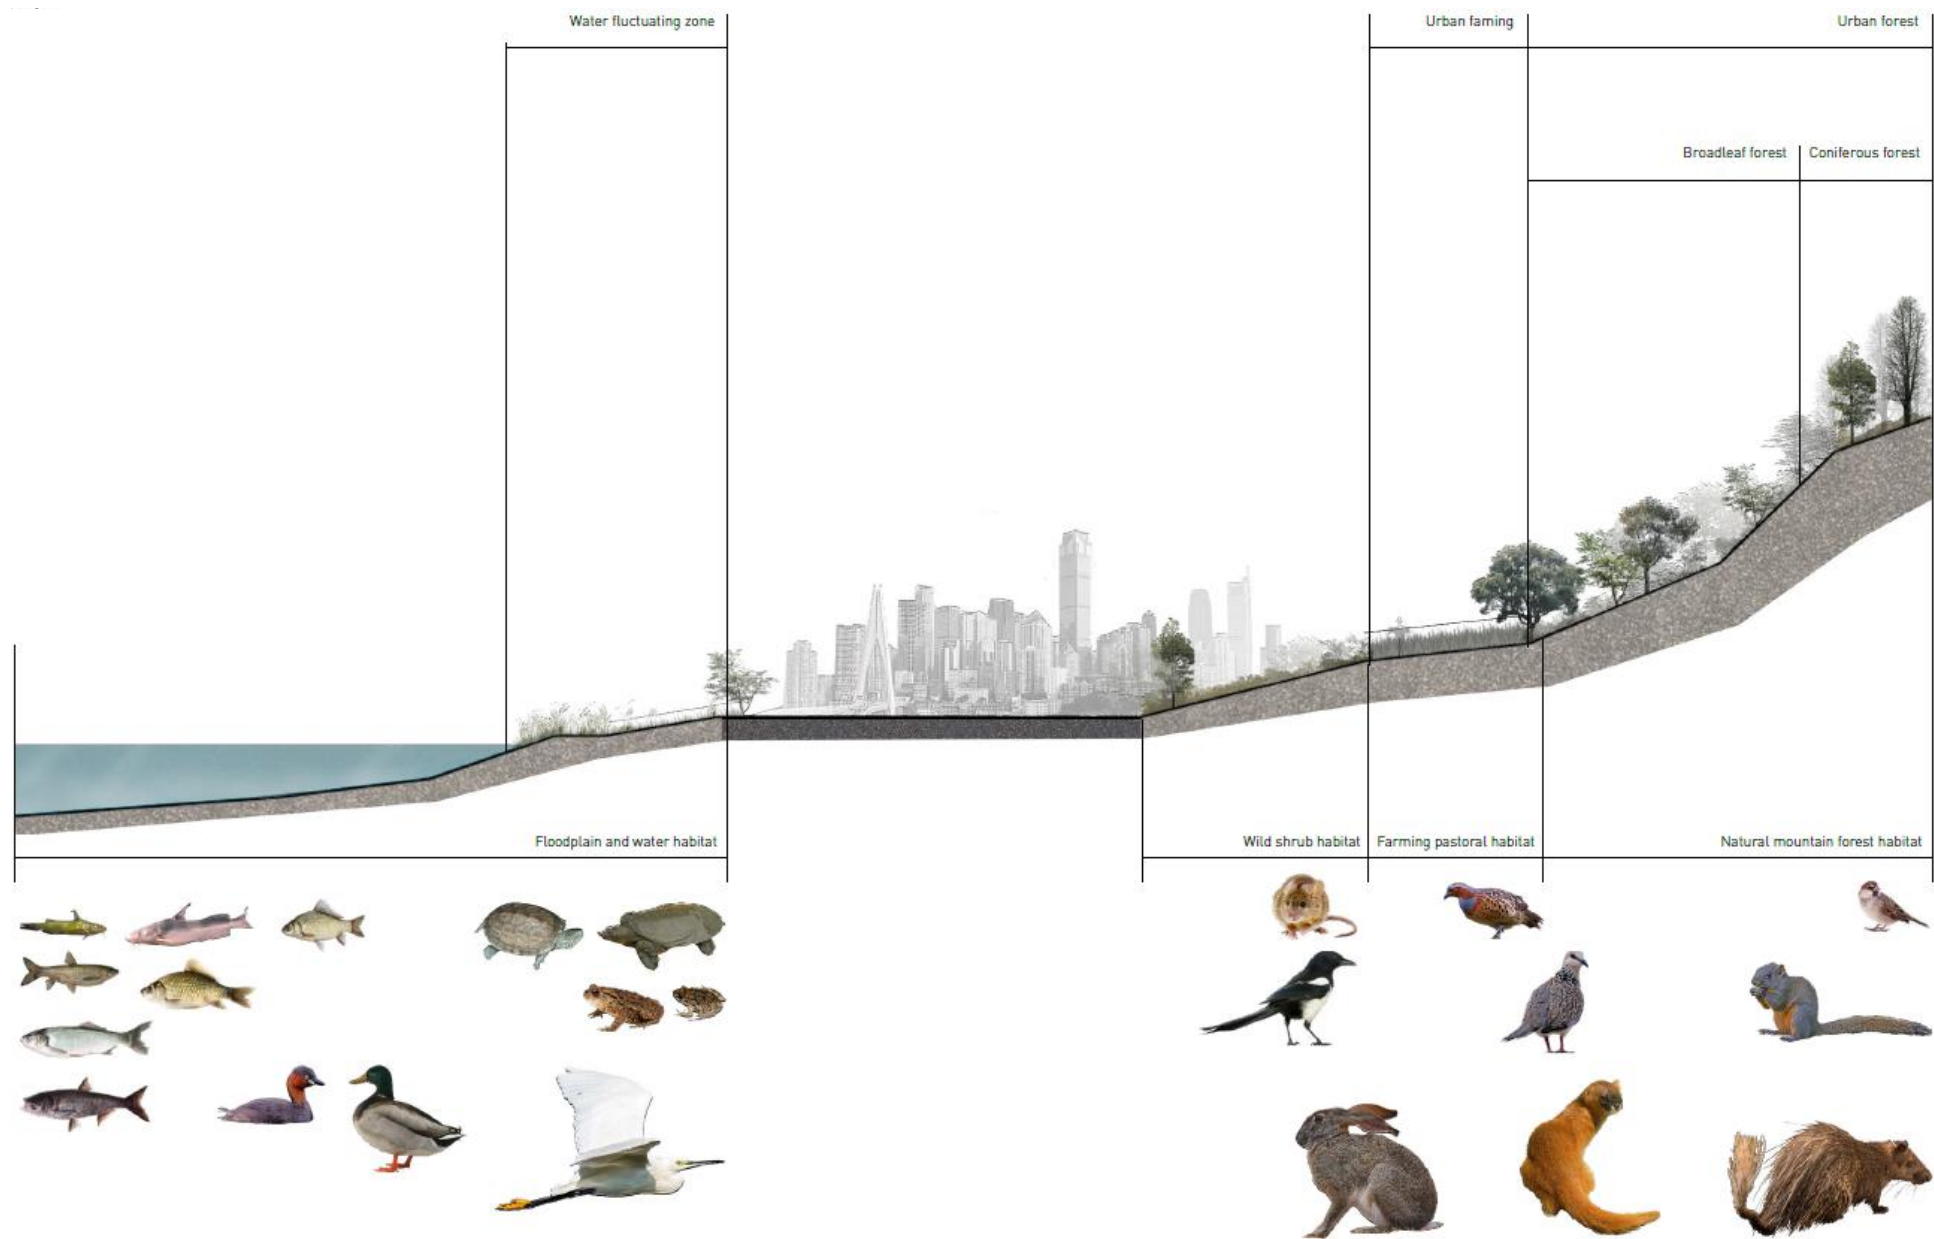 Water fluctuating zone
Urban faming
Urban forest
Broadleaf forest
Coniferous forest
Floodplain and water habitat
Wild shrub habitat
Farming pastoral habitat
Natural mountain forest habitat